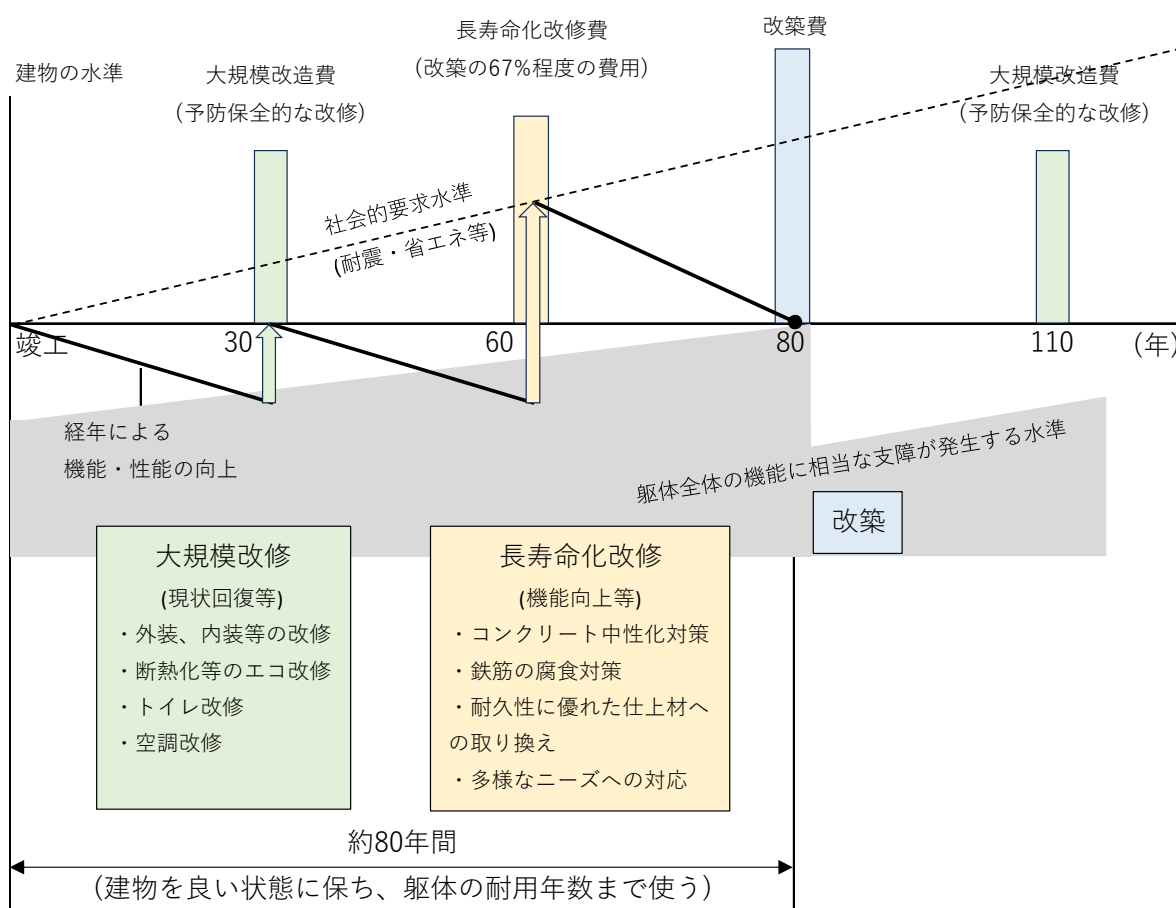 建物の水準
大規模改造費
(予防保全的な改修)
長寿命化改修費
(改築の67%程度の費用)
改築費
大規模改造費
(予防保全的な改修)
社会的要求水準
(耐震・省エネ等)
竣工
30
60
80
110
(年)
経年による
機能・性能の向上
躯体全体の機能に相当な支障が発生する水準
改築
大規模改修
(現状回復等)
・外装、内装等の改修
・断熱化等のエコ改修
・トイレ改修
・空調改修
長寿命化改修
(機能向上等)
・コンクリート中性化対策
・鉄筋の腐食対策
・耐久性に優れた仕上材へ
の取り換え
・多様なニーズへの対応
約80年間
(建物を良い状態に保ち、躯体の耐用年数まで使う)